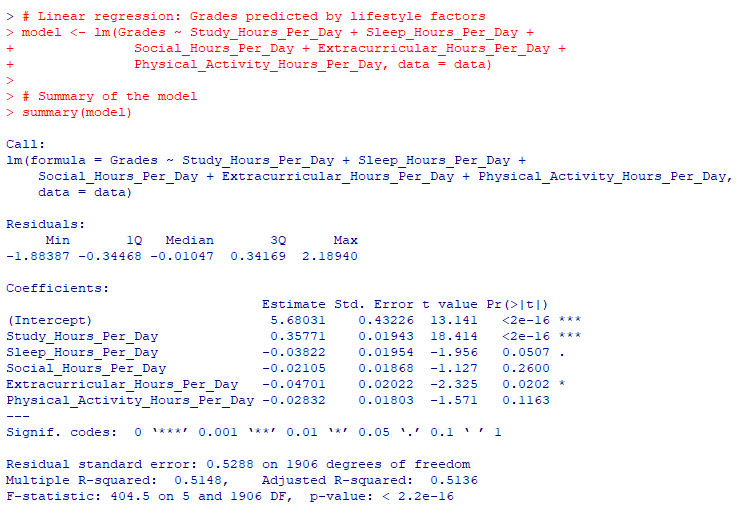 > # Linear regression: Grades predicted by lifestyle factors
> model <- lm(Grades ~ Study_Hours_Per_Day + Sleep_Hours_Per_Day +
+               Social_Hours_Per_Day + Extracurricular_Hours_Per_Day +
+               Physical_Activity_Hours_Per_Day, data = data)
>
> # Summary of the model
> summary(model)

Call:
lm(formula = Grades ~ Study_Hours_Per_Day + Sleep_Hours_Per_Day +
    Social_Hours_Per_Day + Extracurricular_Hours_Per_Day + Physical_Activity_Hours_Per_Day,
    data = data)

Residuals:
     Min       1Q   Median       3Q      Max
-1.88387 -0.34468 -0.01047  0.34169  2.18940

Coefficients:
                                Estimate Std. Error t value Pr(>|t|)
(Intercept)                      5.68031    0.43226  13.141   <2e-16 ***
Study_Hours_Per_Day              0.35771    0.01943  18.414   <2e-16 ***
Sleep_Hours_Per_Day             -0.03822    0.01954  -1.956   0.0507 .
Social_Hours_Per_Day            -0.02105    0.01868  -1.127   0.2600
Extracurricular_Hours_Per_Day   -0.04701    0.02022  -2.325   0.0202 *
Physical_Activity_Hours_Per_Day -0.02832    0.01803  -1.571   0.1163
---
Signif. codes:  0 ‘***’ 0.001 ‘**’ 0.01 ‘*’ 0.05 ‘.’ 0.1 ‘ ’ 1

Residual standard error: 0.5288 on 1906 degrees of freedom
Multiple R-squared:  0.5148,    Adjusted R-squared:  0.5136
F-statistic: 404.5 on 5 and 1906 DF,  p-value: < 2.2e-16